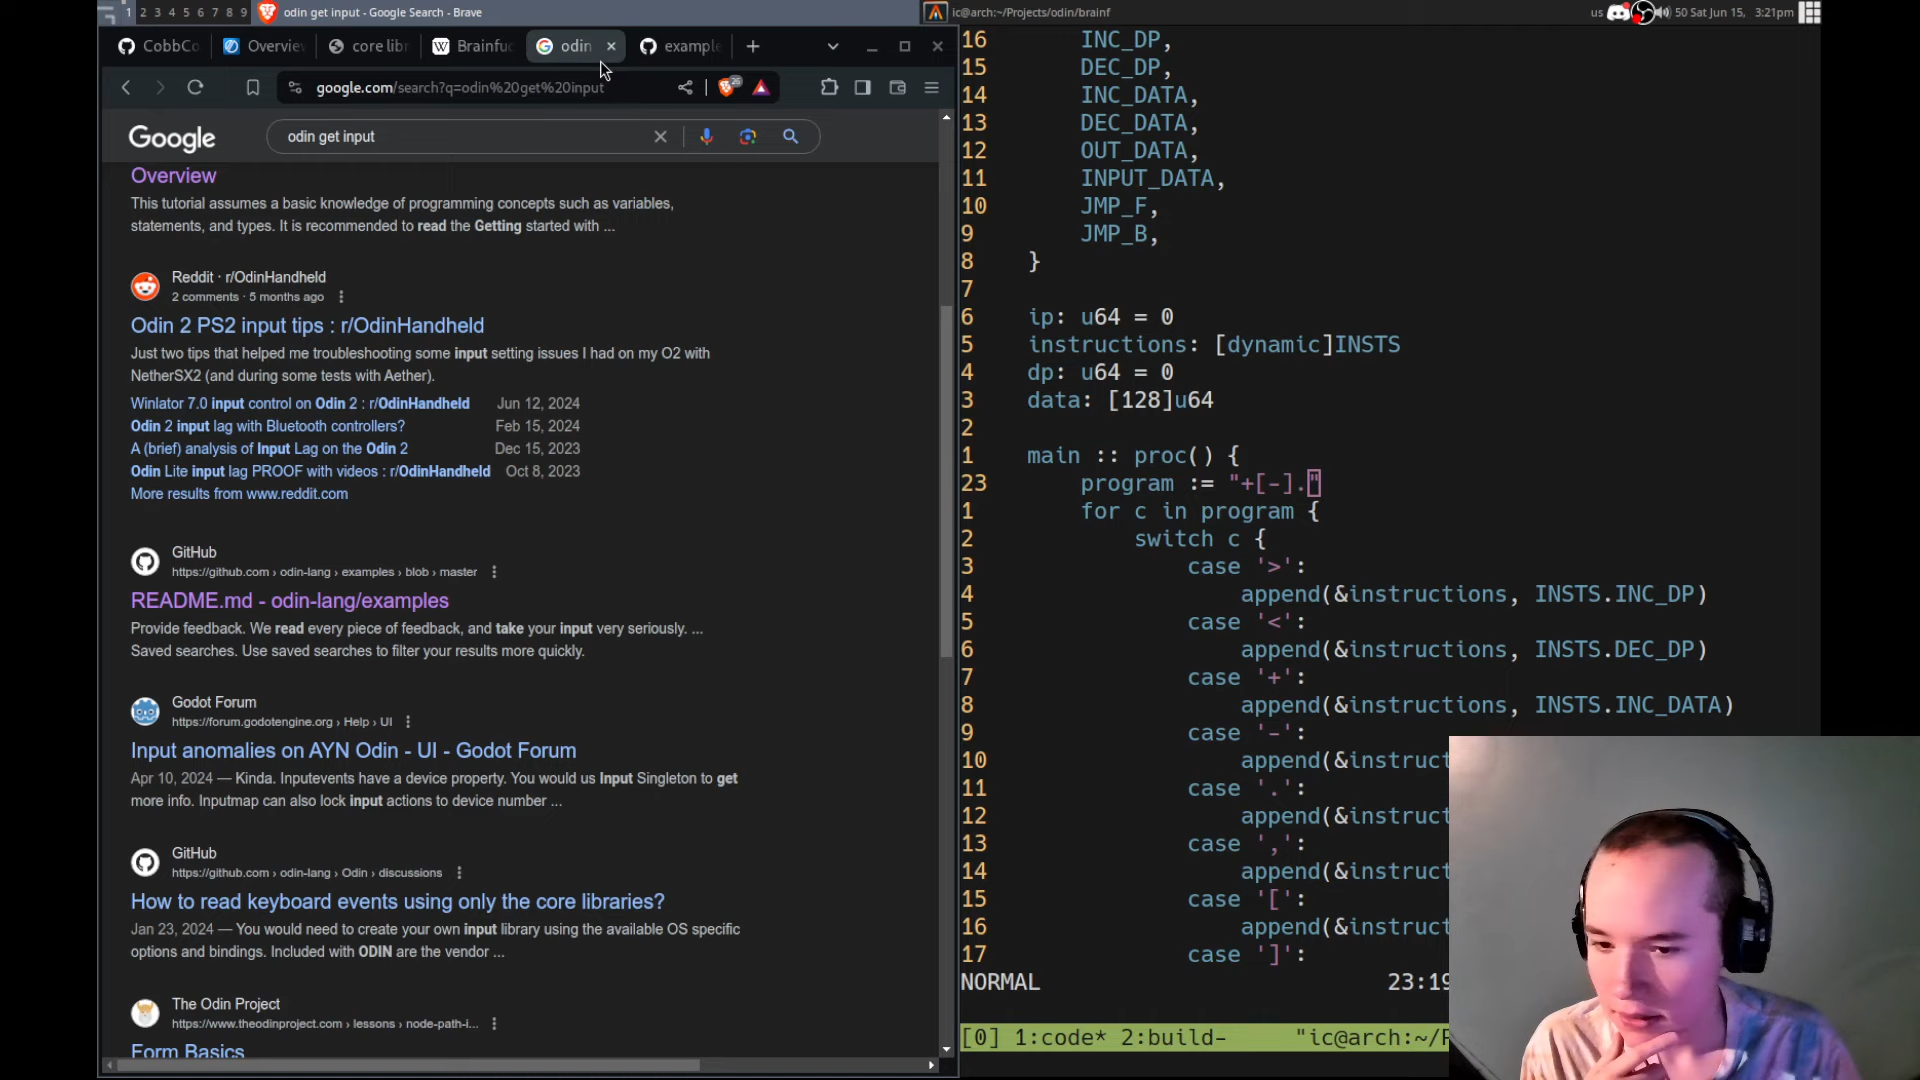 1 2 3 4 5 6 7 8 9 odin get input - Google Search - Brave
ic@arch:~/Projects/odin/brainf
us 50 Sat Jun 15, 3:21pm
CobbCo Overview core libr W Brainfuc odin × example +
google.com/search?q=odin%20get%20input
26
Google
odin get input
Overview
This tutorial assumes a basic knowledge of programming concepts such as variables,
statements, and types. It is recommended to read the Getting started with ...
Reddit · r/OdinHandheld
2 comments · 5 months ago
Odin 2 PS2 input tips : r/OdinHandheld
Just two tips that helped me troubleshooting some input setting issues I had on my O2 with
NetherSX2 (and during some tests with Aether).
Winlator 7.0 input control on Odin 2 : r/OdinHandheld Jun 12, 2024
Odin 2 input lag with Bluetooth controllers? Feb 15, 2024
A (brief) analysis of Input Lag on the Odin 2 Dec 15, 2023
Odin Lite input lag PROOF with videos : r/OdinHandheld Oct 8, 2023
More results from www.reddit.com
GitHub
https://github.com › odin-lang › examples › blob › master
README.md - odin-lang/examples
Provide feedback. We read every piece of feedback, and take your input very seriously. ...
Saved searches. Use saved searches to filter your results more quickly.
Godot Forum
https://forum.godotengine.org › Help › UI
Input anomalies on AYN Odin - UI - Godot Forum
Apr 10, 2024 — Kinda. Inputevents have a device property. You would us Input Singleton to get
more info. Inputmap can also lock input actions to device number ...
GitHub
https://github.com › odin-lang › Odin › discussions
How to read keyboard events using only the core libraries?
Jan 23, 2024 — You would need to create your own input library using the available OS specific
options and bindings. Included with ODIN are the vendor ...
The Odin Project
https://www.theodinproject.com › lessons › node-path-i...
Form Basics
16 INC_DP,
15 DEC_DP,
14 INC_DATA,
13 DEC_DATA,
12 OUT_DATA,
11 INPUT_DATA,
10 JMP_F,
9 JMP_B,
8 }
7
6 ip: u64 = 0
5 instructions: [dynamic]INSTS
4 dp: u64 = 0
3 data: [128]u64
2
1 main :: proc() {
23 program := "+[-]."
1 for c in program {
2 switch c {
3 case '>':
4 append(&instructions, INSTS.INC_DP)
5 case '<':
6 append(&instructions, INSTS.DEC_DP)
7 case '+':
8 append(&instructions, INSTS.INC_DATA)
9 case '-':
10 append(&instruct
11 case '.':
12 append(&instruct
13 case ',':
14 append(&instruct
15 case '[':
16 append(&instruct
17 case ']':
NORMAL 23:19
[0] 1:code* 2:build- "ic@arch:~/P